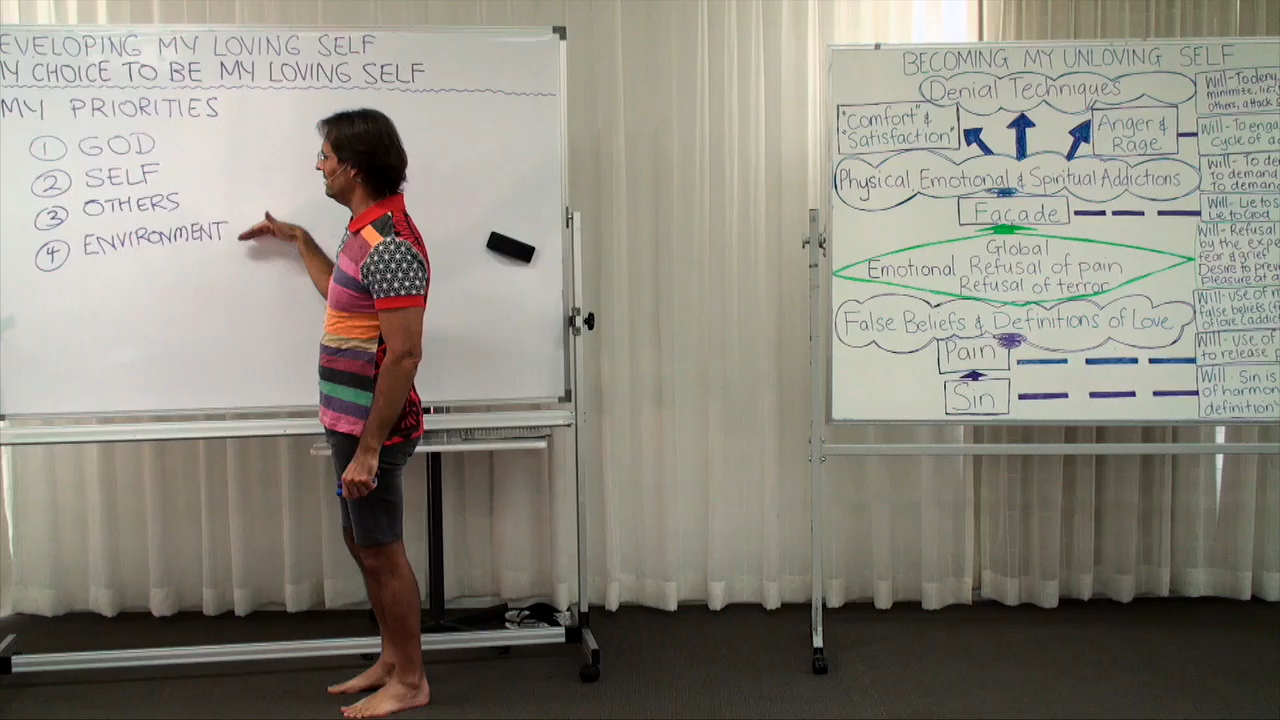 EVELOPING MY LOVING SELF
MY CHOICE TO BE MY LOVING SELF
MY PRIORITIES
1 GOD
2 SELF
3 OTHERS
4 ENVIRONMENT
BECOMING MY UNLOVING SELF
Denial Techniques
"Comfort" &
"Satisfaction"
Anger &
Rage
Physical, Emotional & Spiritual Addictions
Façade
Global
Emotional Refusal of pain
Refusal of terror
False Beliefs & Definitions of Love
Pain
Sin
Will - To deny,
minimize, lie
others, attack
Will - To eng
cycle of a
Will - To de
To demand
To deman
Will - Lie to s
Lie to God
Will - Refusal
by the exp
fear & grief
Desire to prev
Pleasure at
Will - use of
false beliefs
of love (addic
Will - use of
to release
Will - Sin is
of harmon
definition